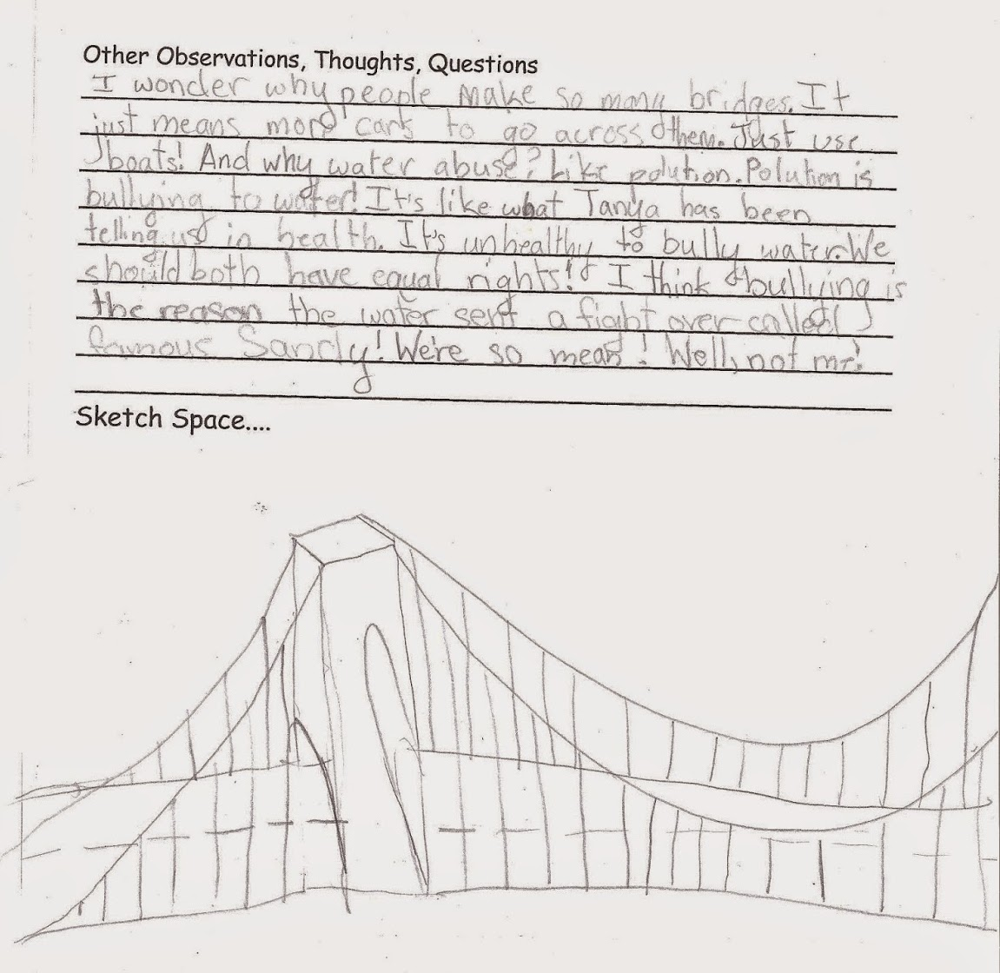 Other Observations, Thoughts, Questions
I wonder why people make so many bridges. It
just means more cars to go across them. Just use
boats! And why water abuse? Like polution. Polution is
bullying to water! It's like what Tanya has been
telling us in health. It's unhealthy to bully water. We
should both have equal rights! I think bullying is
the reason the water sent a fight over called
famous Sandy! We're so mean! Well, not me!
Sketch Space....